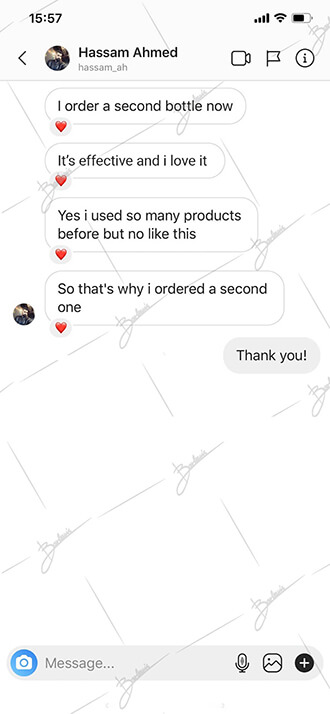 15:57
Hassam Ahmed
hassam_ah
I order a second bottle now
It's effective and i love it
Yes i used so many products
before but no like this
So that's why i ordered a second
one
Thank you!
Message...